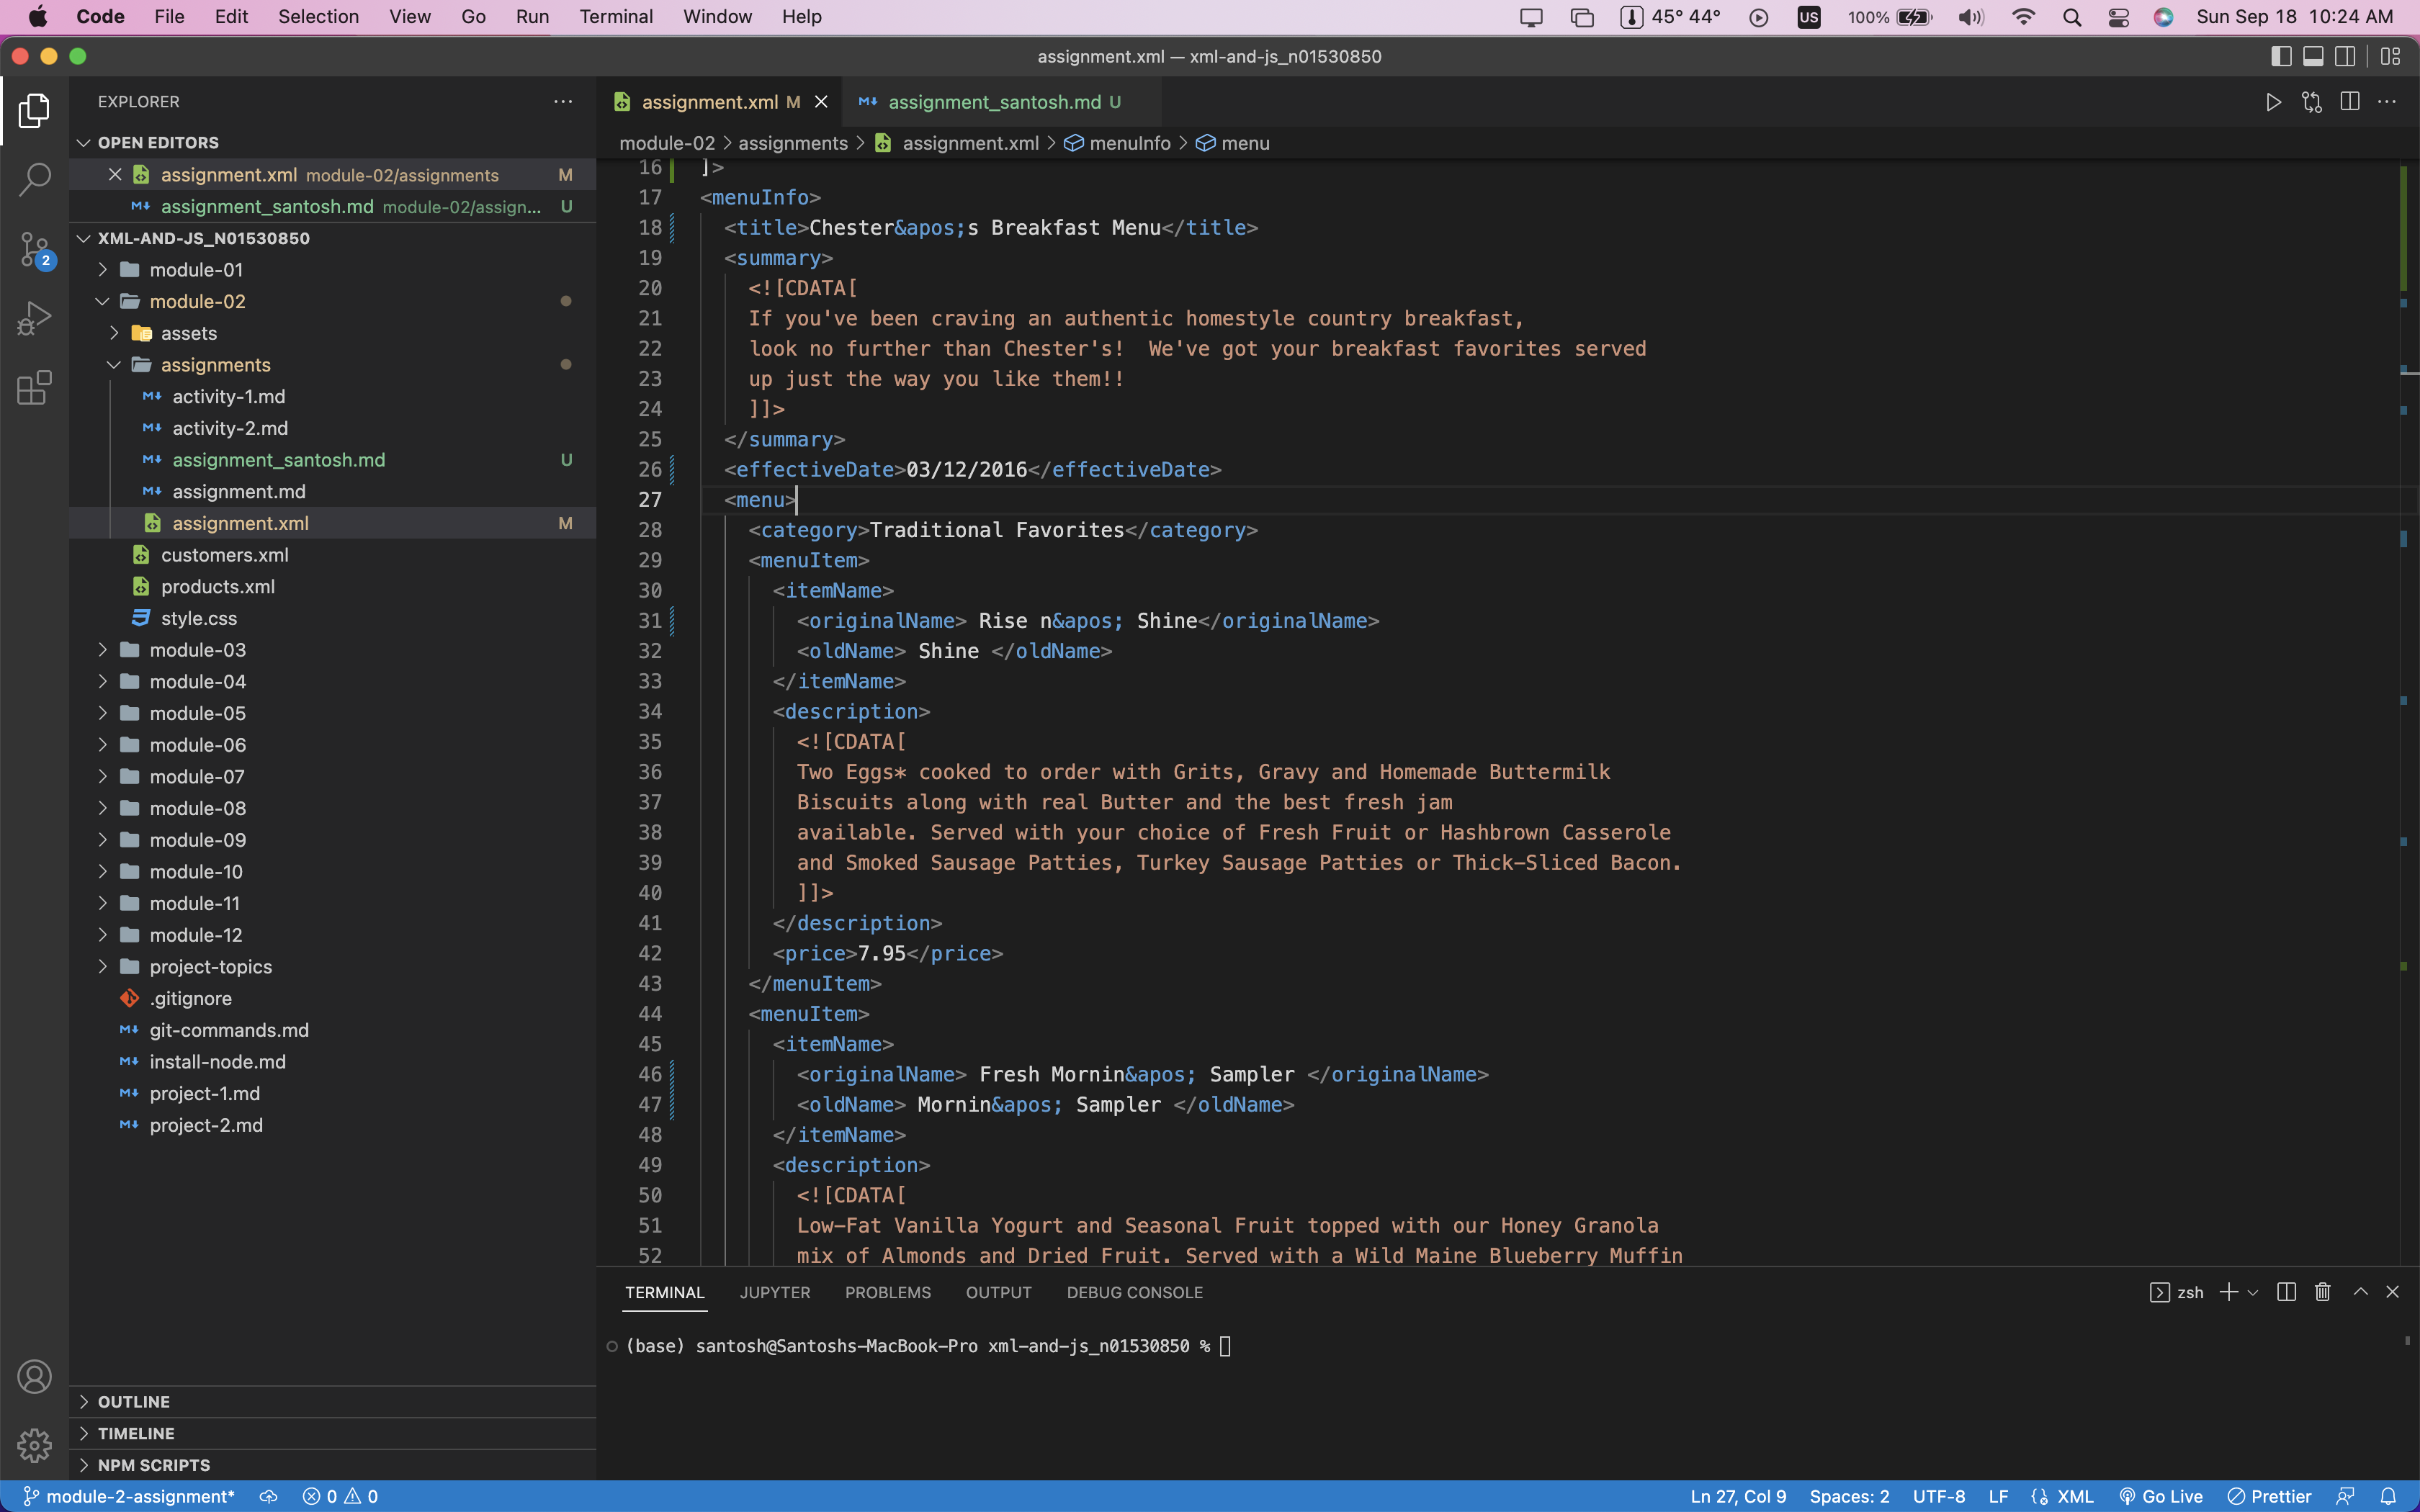 Code File Edit Selection View Go Run Terminal Window Help 45° 44° US 100% Sun Sep 18 10:24 AM
assignment.xml — xml-and-js_n01530850
EXPLORER
OPEN EDITORS
assignment.xml module-02/assignments M
assignment_santosh.md module-02/assign... U
XML-AND-JS_N01530850
module-01
module-02
assets
assignments
activity-1.md
activity-2.md
assignment_santosh.md U
assignment.md
assignment.xml M
customers.xml
products.xml
style.css
module-03
module-04
module-05
module-06
module-07
module-08
module-09
module-10
module-11
module-12
project-topics
.gitignore
git-commands.md
install-node.md
project-1.md
project-2.md
OUTLINE
TIMELINE
NPM SCRIPTS
2
assignment.xml M assignment_santosh.md U
module-02 > assignments > assignment.xml > menuInfo > menu
16 ]>
17 <menuInfo>
18 <title>Chester&apos;s Breakfast Menu</title>
19 <summary>
20 <![CDATA[
21 If you've been craving an authentic homestyle country breakfast,
22 look no further than Chester's!  We've got your breakfast favorites served
23 up just the way you like them!!
24 ]]>
25 </summary>
26 <effectiveDate>03/12/2016</effectiveDate>
27 <menu>
28 <category>Traditional Favorites</category>
29 <menuItem>
30 <itemName>
31 <originalName> Rise n&apos; Shine</originalName>
32 <oldName> Shine </oldName>
33 </itemName>
34 <description>
35 <![CDATA[
36 Two Eggs* cooked to order with Grits, Gravy and Homemade Buttermilk
37 Biscuits along with real Butter and the best fresh jam
38 available. Served with your choice of Fresh Fruit or Hashbrown Casserole
39 and Smoked Sausage Patties, Turkey Sausage Patties or Thick-Sliced Bacon.
40 ]]>
41 </description>
42 <price>7.95</price>
43 </menuItem>
44 <menuItem>
45 <itemName>
46 <originalName> Fresh Mornin&apos; Sampler </originalName>
47 <oldName> Mornin&apos; Sampler </oldName>
48 </itemName>
49 <description>
50 <![CDATA[
51 Low-Fat Vanilla Yogurt and Seasonal Fruit topped with our Honey Granola
52 mix of Almonds and Dried Fruit. Served with a Wild Maine Blueberry Muffin
TERMINAL JUPYTER PROBLEMS OUTPUT DEBUG CONSOLE zsh
(base) santosh@Santoshs-MacBook-Pro xml-and-js_n01530850 %
module-2-assignment* 0 0 Ln 27, Col 9 Spaces: 2 UTF-8 LF XML Go Live Prettier